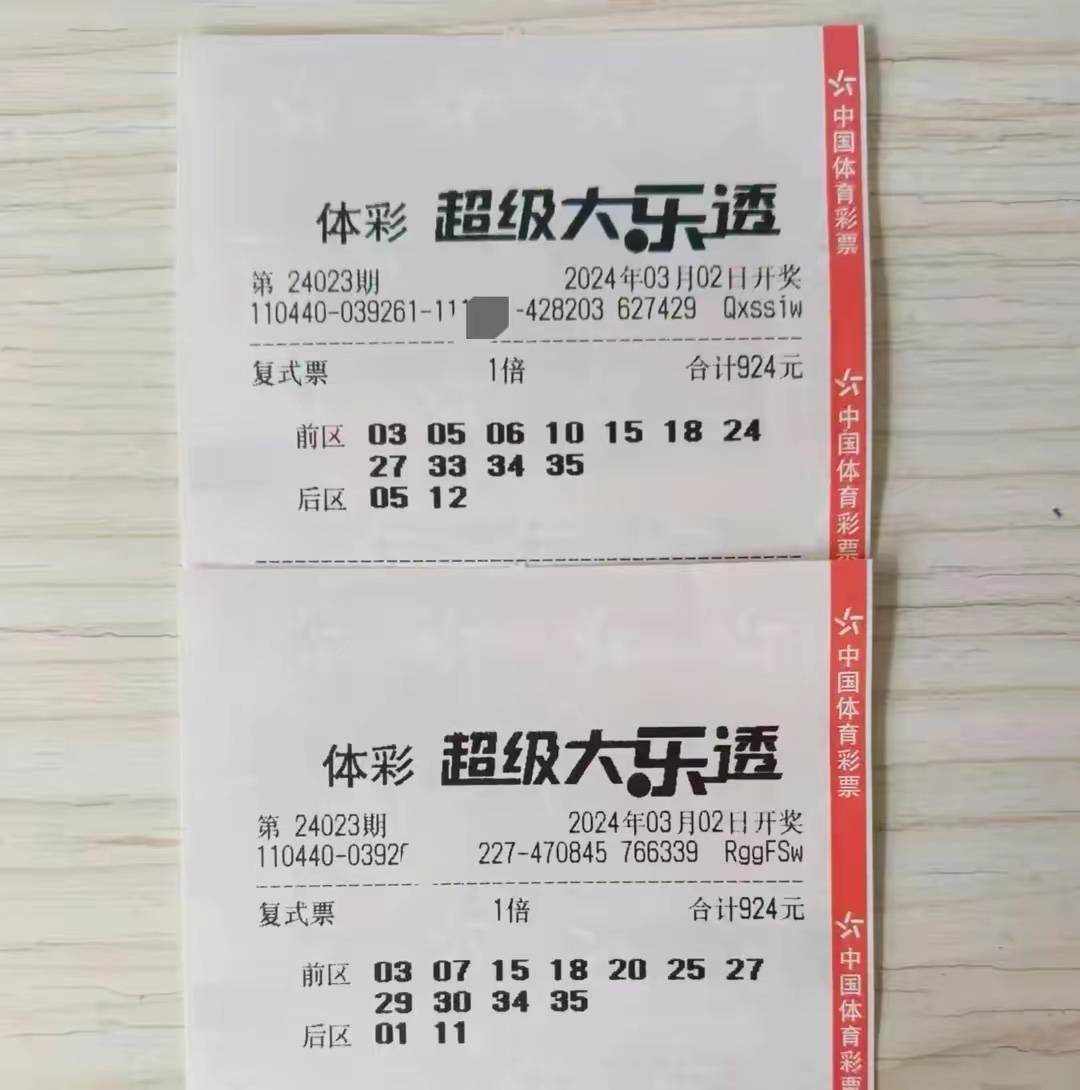 体彩 超级大乐透
第 24023期 2024年03月02日开奖
110440-039261-11 -428203 627429 Qxssiw
复式票 1倍 合计924元
前区 03 05 06 10 15 18 24
27 33 34 35
后区 05 12
中国体育彩票
中国体育彩票
体彩 超级大乐透
第 24023期 2024年03月02日开奖
110440-0392 227-470845 766339 RggFSw
复式票 1倍 合计924元
前区 03 07 15 18 20 25 27
29 30 34 35
后区 01 11
中国体育彩票
中国体育彩票